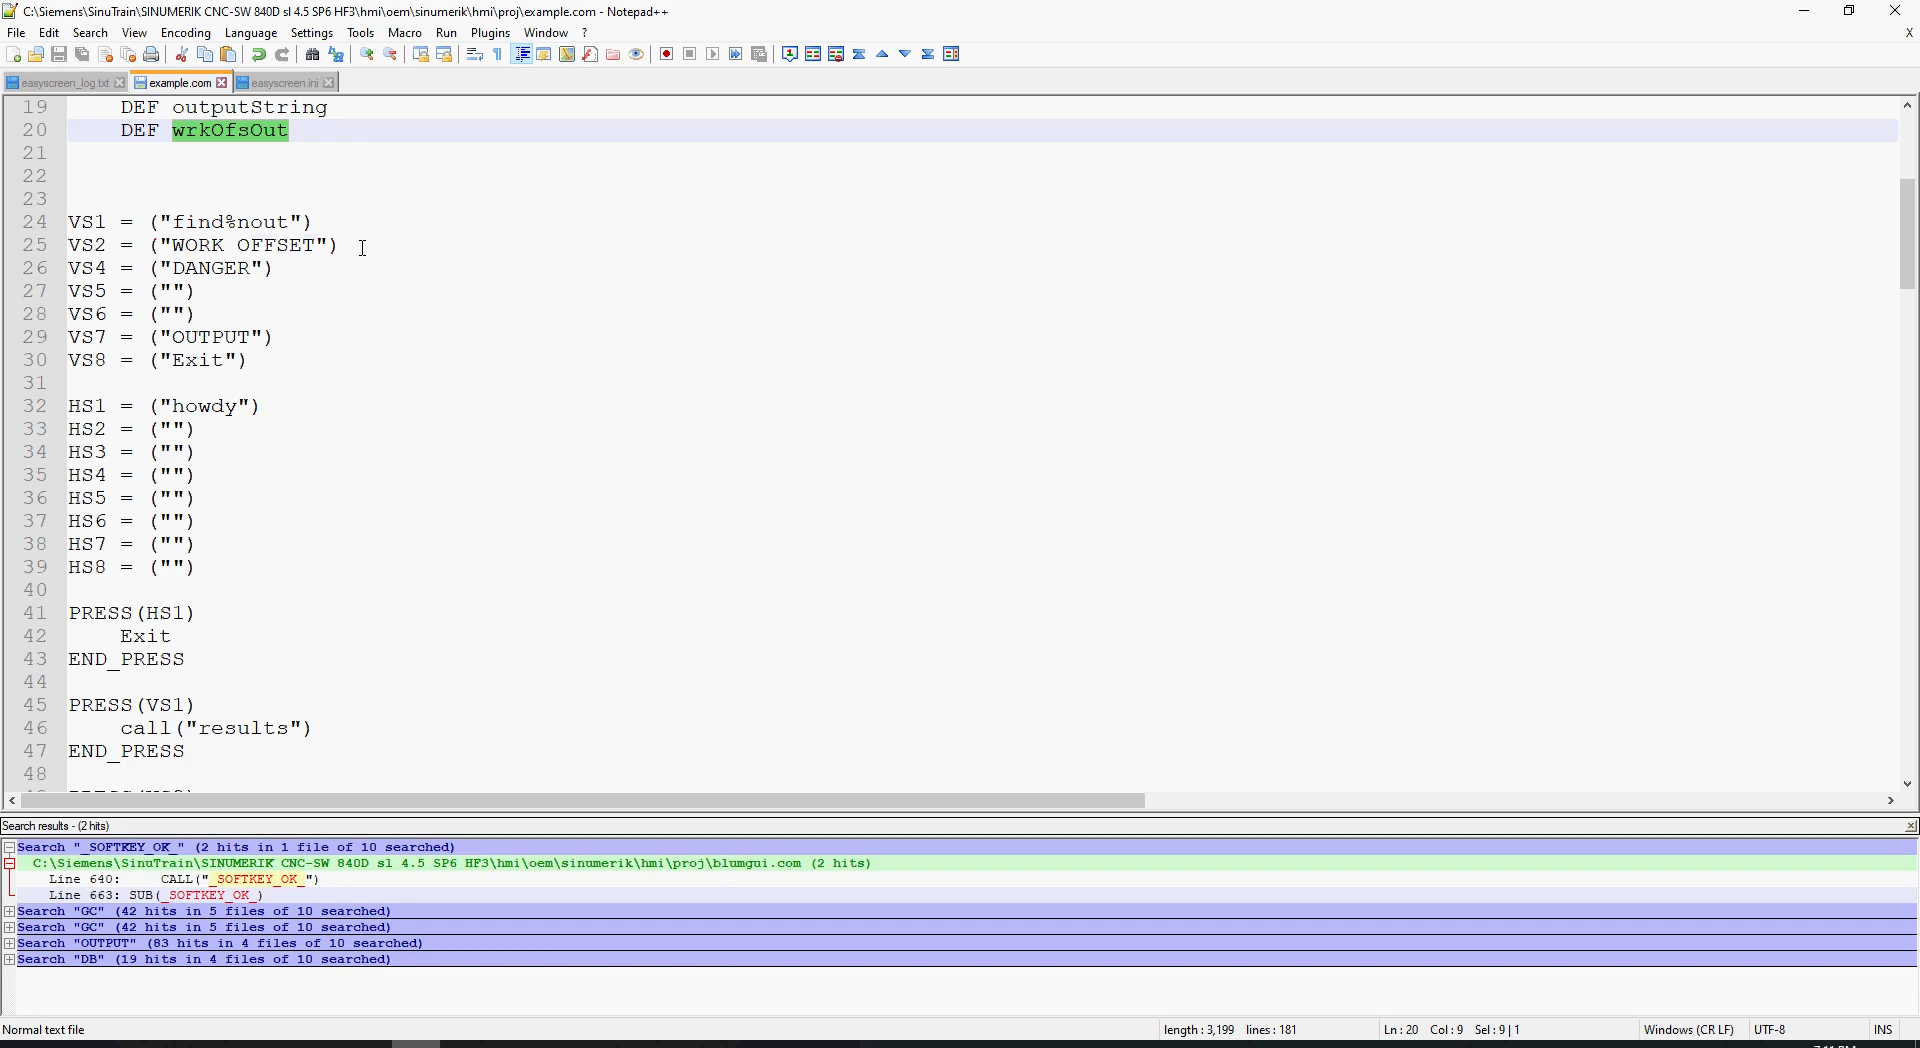 C:\Siemens\SinuTrain\SINUMERIK CNC-SW 840D sl 4.5 SP6 HF3\hmi\oem\sinumerik\hmi\proj\example.com - Notepad++
File Edit Search View Encoding Language Settings Tools Macro Run Plugins Window ? X
easyscreen_log.txt example.com easyscreen.ini
19 DEF outputString
20 DEF wrkOfsOut
21
22
23
24 VS1 = ("find%nout")
25 VS2 = ("WORK OFFSET")
26 VS4 = ("DANGER")
27 VS5 = ("")
28 VS6 = ("")
29 VS7 = ("OUTPUT")
30 VS8 = ("Exit")
31
32 HS1 = ("howdy")
33 HS2 = ("")
34 HS3 = ("")
35 HS4 = ("")
36 HS5 = ("")
37 HS6 = ("")
38 HS7 = ("")
39 HS8 = ("")
40
41 PRESS(HS1)
42 Exit
43 END_PRESS
44
45 PRESS(VS1)
46 call("results")
47 END_PRESS
48
Search results - (2 hits)
Search "_SOFTKEY_OK_" (2 hits in 1 file of 10 searched)
C:\Siemens\SinuTrain\SINUMERIK CNC-SW 840D sl 4.5 SP6 HF3\hmi\oem\sinumerik\hmi\proj\blumgui.com (2 hits)
Line 640: CALL("_SOFTKEY_OK_")
Line 663: SUB(_SOFTKEY_OK_)
Search "GC" (42 hits in 5 files of 10 searched)
Search "GC" (42 hits in 5 files of 10 searched)
Search "OUTPUT" (83 hits in 4 files of 10 searched)
Search "DB" (19 hits in 4 files of 10 searched)
Normal text file length : 3,199 lines : 181 Ln : 20 Col : 9 Sel : 9 | 1 Windows (CR LF) UTF-8 INS